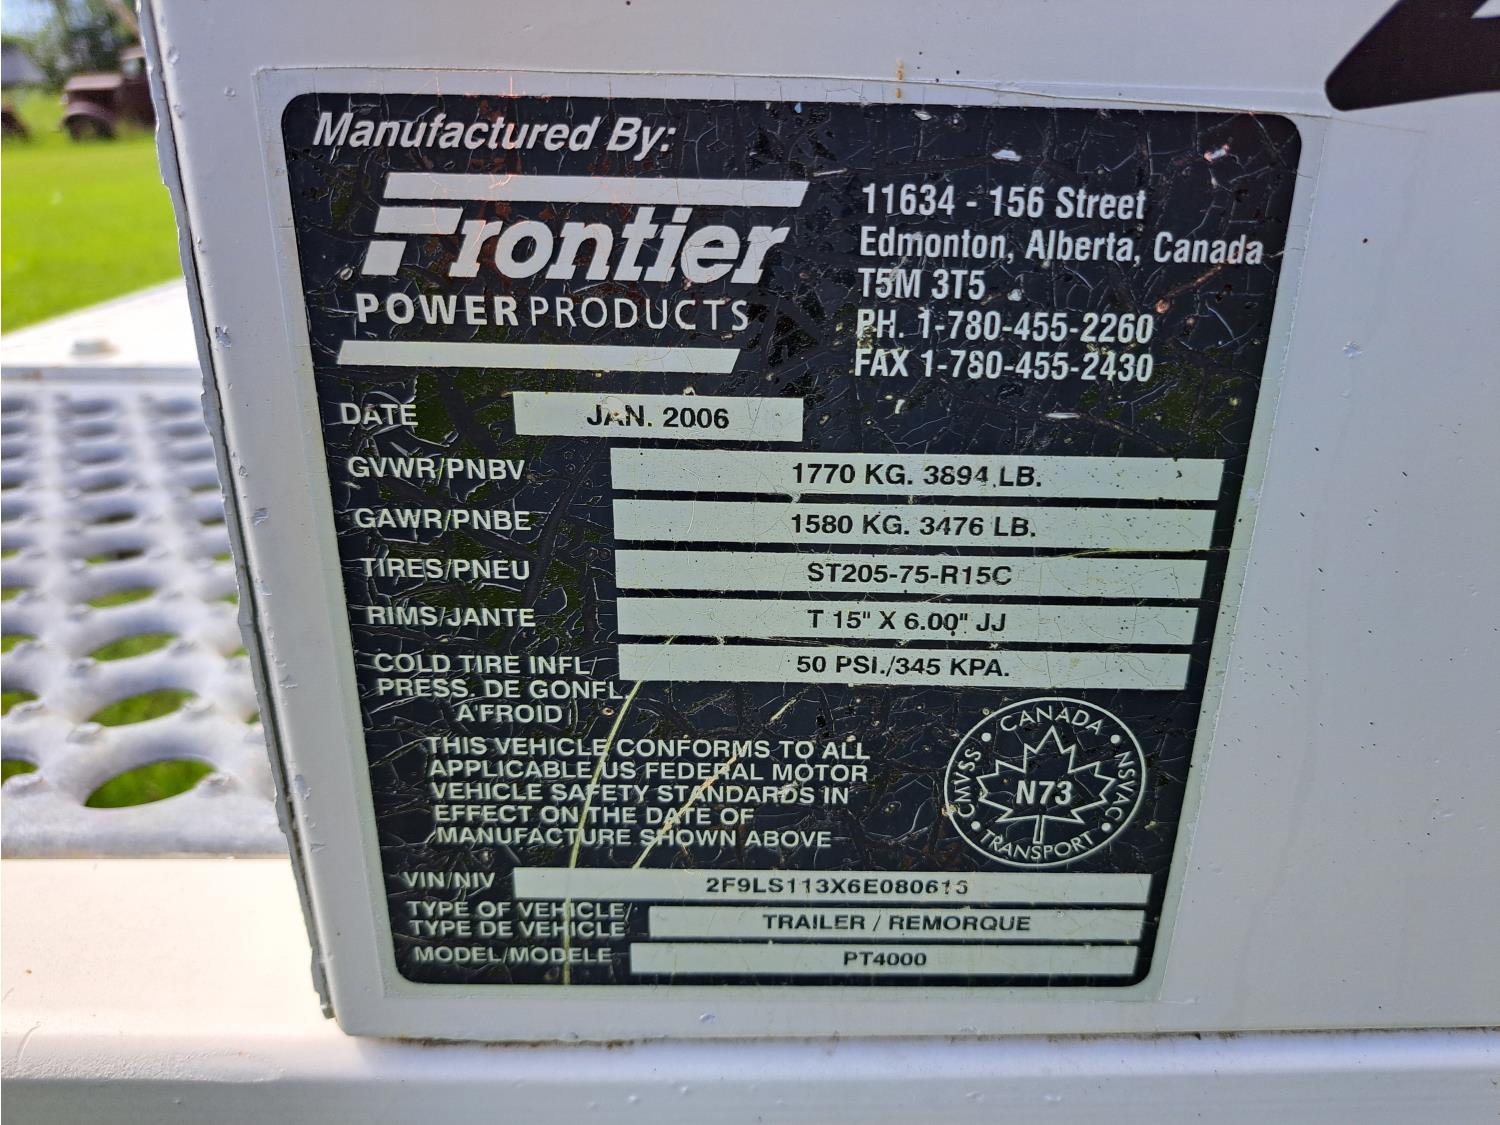 Manufactured By:
Frontier
POWER PRODUCTS
11634 - 156 Street
Edmonton, Alberta, Canada
T5M 3T5
PH. 1-780-455-2260
FAX 1-780-455-2430
DATE JAN. 2006
GVWR/PNBV 1770 KG. 3894 LB.
GAWR/PNBE 1580 KG. 3476 LB.
TIRES/PNEU ST205-75-R15C
RIMS/JANTE T 15" X 6.00" JJ
COLD TIRE INFL/ 50 PSI./345 KPA.
PRESS. DE GONFL.
A'FROID
THIS VEHICLE CONFORMS TO ALL
APPLICABLE US FEDERAL MOTOR
VEHICLE SAFETY STANDARDS IN
EFFECT ON THE DATE OF
MANUFACTURE SHOWN ABOVE
CANADA • NSVAC • TRANSPORT • CMVSS •
N73
VIN/NIV 2F9LS113X6E080613
TYPE OF VEHICLE/
TYPE DE VEHICLE TRAILER / REMORQUE
MODEL/MODELE PT4000